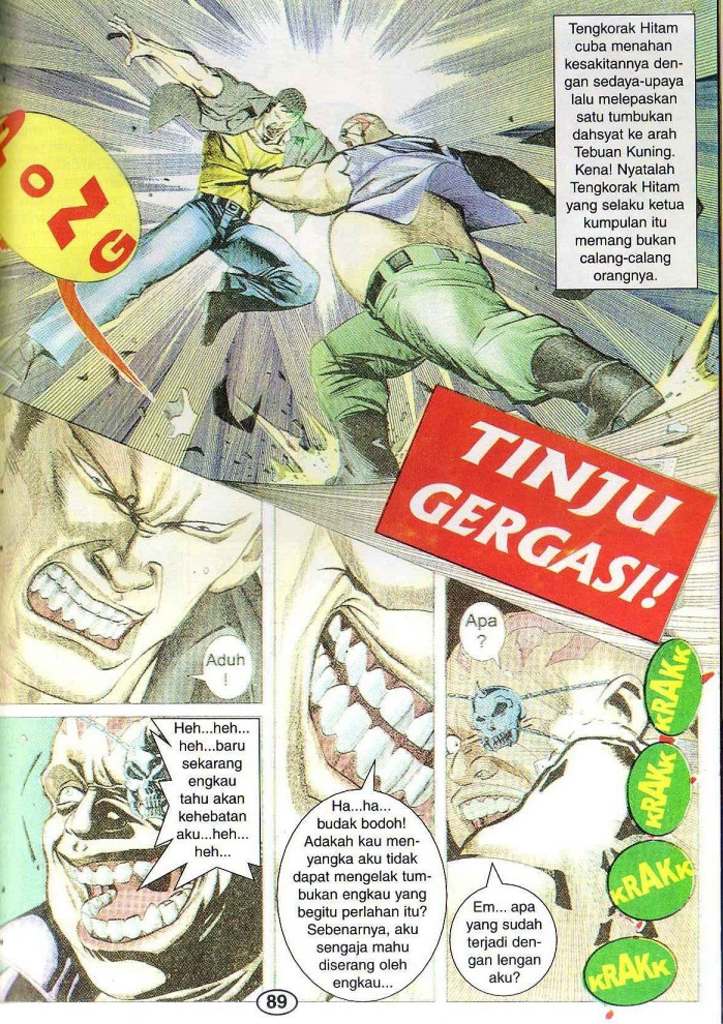 Tengkorak Hitam
cuba menahan
kesakitannya den-
gan sedaya-upaya
lalu melepaskan
satu tumbukan
dahsyat ke arah
Tebuan Kuning.
Kena! Nyatalah
Tengkorak Hitam
yang selaku ketua
kumpulan itu
memang bukan
calang-calang
orangnya.
PONG
TINJU
GERGASI!
Aduh
!
Heh...heh...
heh...baru
sekarang
engkau
tahu akan
kehebatan
aku...heh...
heh...
Ha...ha...
budak bodoh!
Adakah kau men-
yangka aku tidak
dapat mengelak tum-
bukan engkau yang
begitu perlahan itu?
Sebenarnya, aku
sengaja mahu
diserang oleh
engkau...
Apa
?
KRAKK
KRAKK
KRAKK
KRAKK
Em... apa
yang sudah
terjadi den-
gan lengan
aku?
89